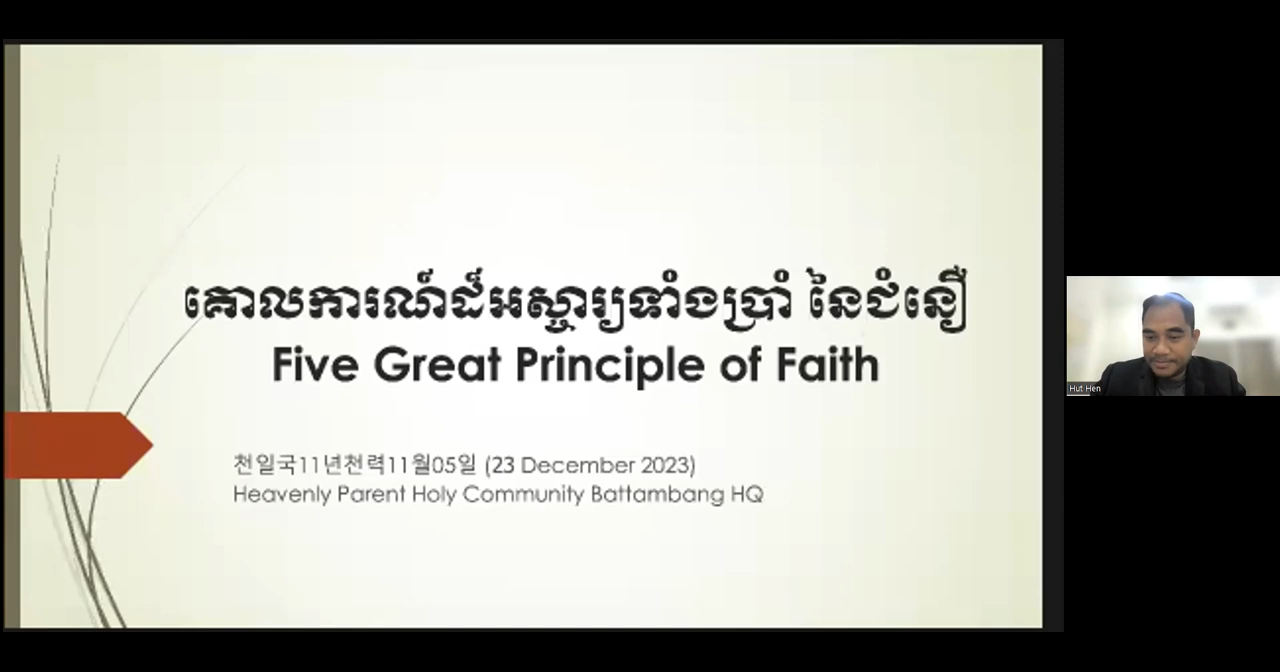 គោលការណ៍ដ៏អស្ចារ្យទាំងប្រាំ នៃជំនឿ
Five Great Principle of Faith
천일국11년천력11월05일 (23 December 2023)
Heavenly Parent Holy Community Battambang HQ
Hut Hen